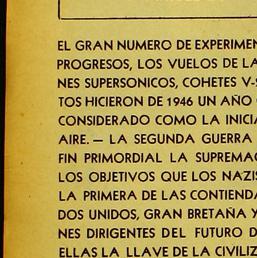 EL GRAN NUMERO DE EXPERIMEN
PROGRESOS, LOS VUELOS DE LA
NES SUPERSONICOS, COHETES V-
TOS HICIERON DE 1946 UN AÑO
CONSIDERADO COMO LA INICIA
AIRE. — LA SEGUNDA GUERRA
FIN PRIMORDIAL LA SUPREMAC
LOS OBJETIVOS QUE LOS NAZIS
LA PRIMERA DE LAS CONTIENDA
DOS UNIDOS, GRAN BRETAÑA Y
NES DIRIGENTES DEL FUTURO D
ELLAS LA LLAVE DE LA CIVILIZ